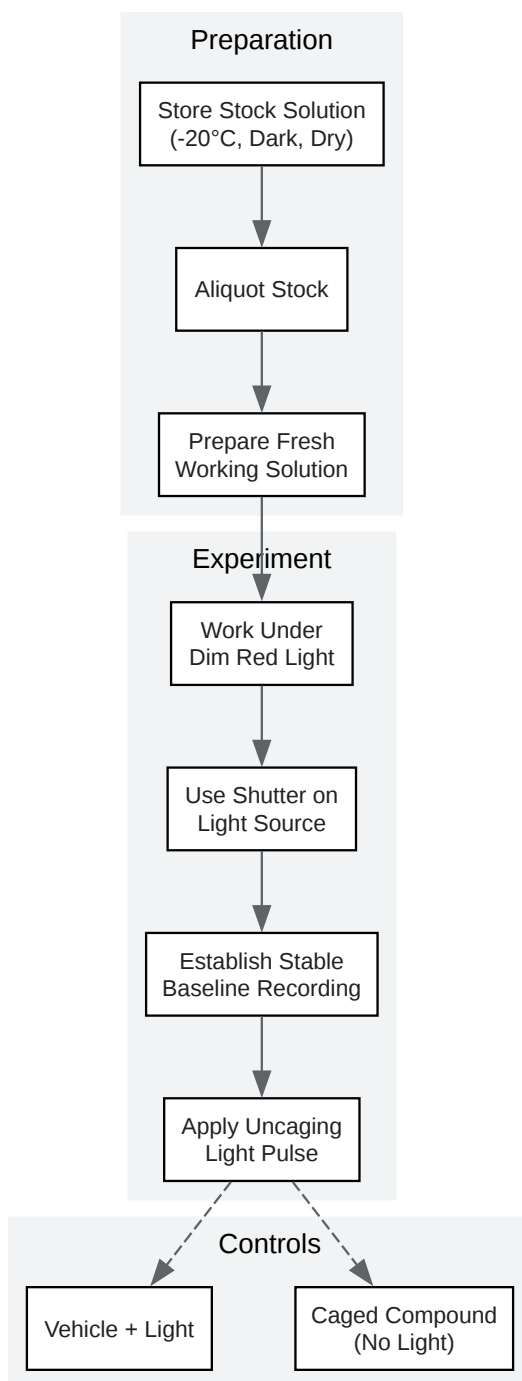 Preparation
Store Stock Solution
(-20°C, Dark, Dry)
Aliquot Stock
Prepare Fresh
Working Solution
Experiment
Work Under
Dim Red Light
Use Shutter on
Light Source
Establish Stable
Baseline Recording
Apply Uncaging
Light Pulse
Controls
Vehicle + Light
Caged Compound
(No Light)